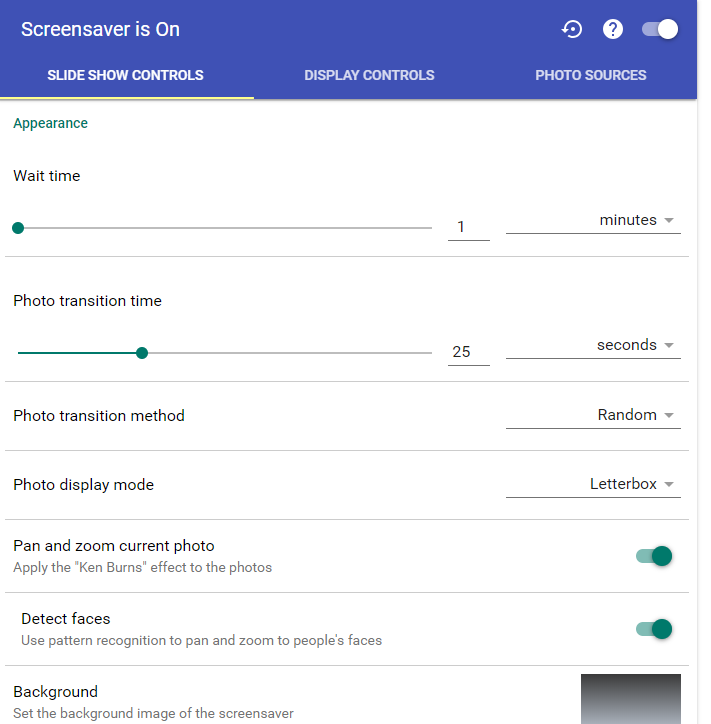 Screensaver is On
SLIDE SHOW CONTROLS DISPLAY CONTROLS PHOTO SOURCES
Appearance
Wait time
1 minutes
Photo transition time
25 seconds
Photo transition method Random
Photo display mode Letterbox
Pan and zoom current photo
Apply the "Ken Burns" effect to the photos
Detect faces
Use pattern recognition to pan and zoom to people's faces
Background
Set the background image of the screensaver